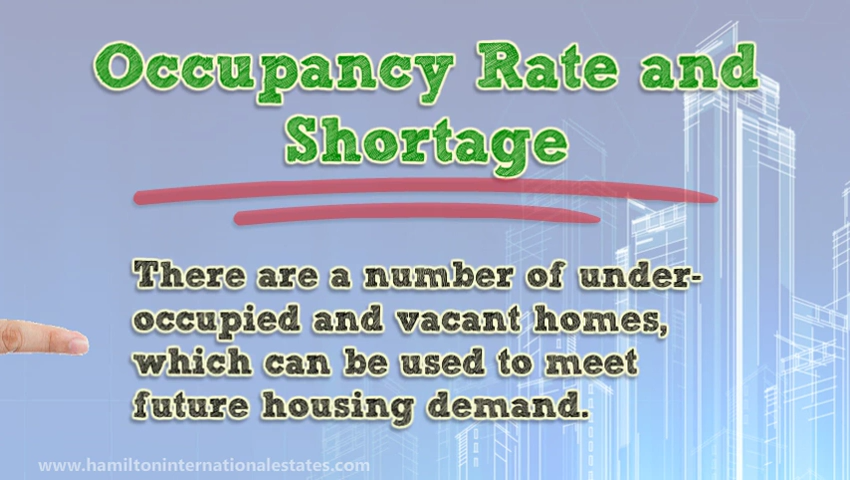 Occupancy Rate and
Shortage
There are a number of under-
occupied and vacant homes,
which can be used to meet
future housing demand.
www.hamiltoninternationalestates.com